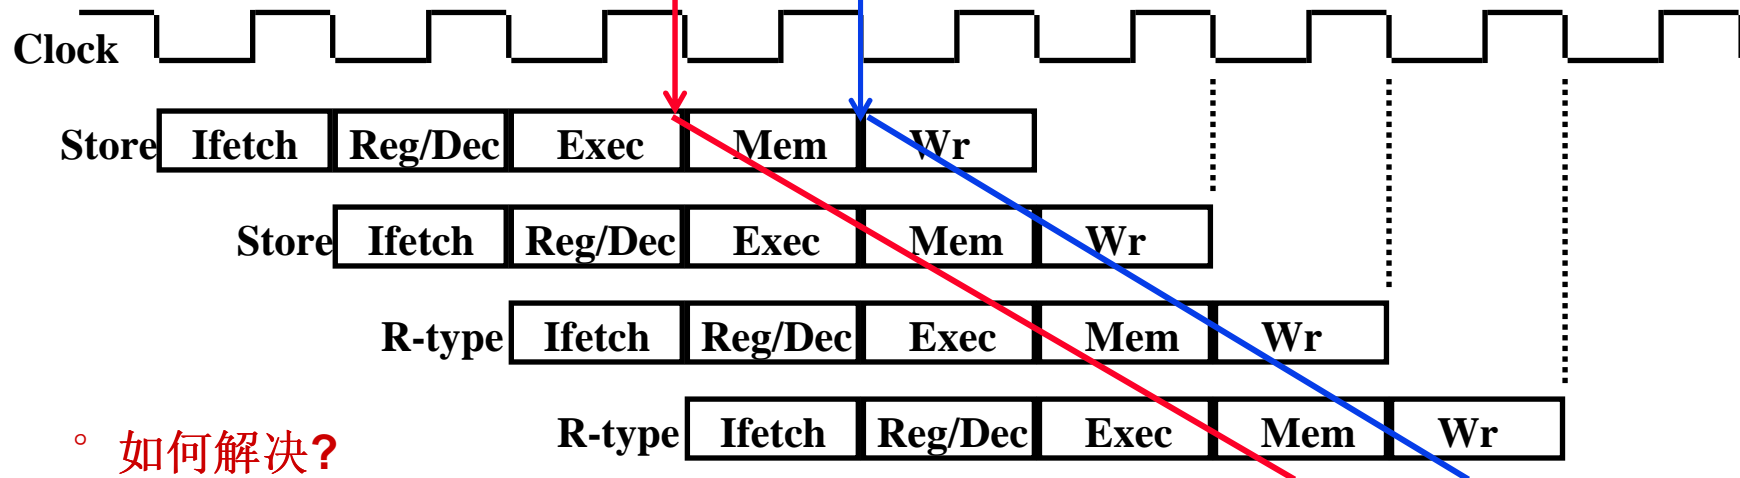 Clock
Store Ifetch Reg/Dec Exec Mem Wr
Store Ifetch Reg/Dec Exec Mem Wr
R-type Ifetch Reg/Dec Exec Mem Wr
R-type Ifetch Reg/Dec Exec Mem Wr
° 如何解决?